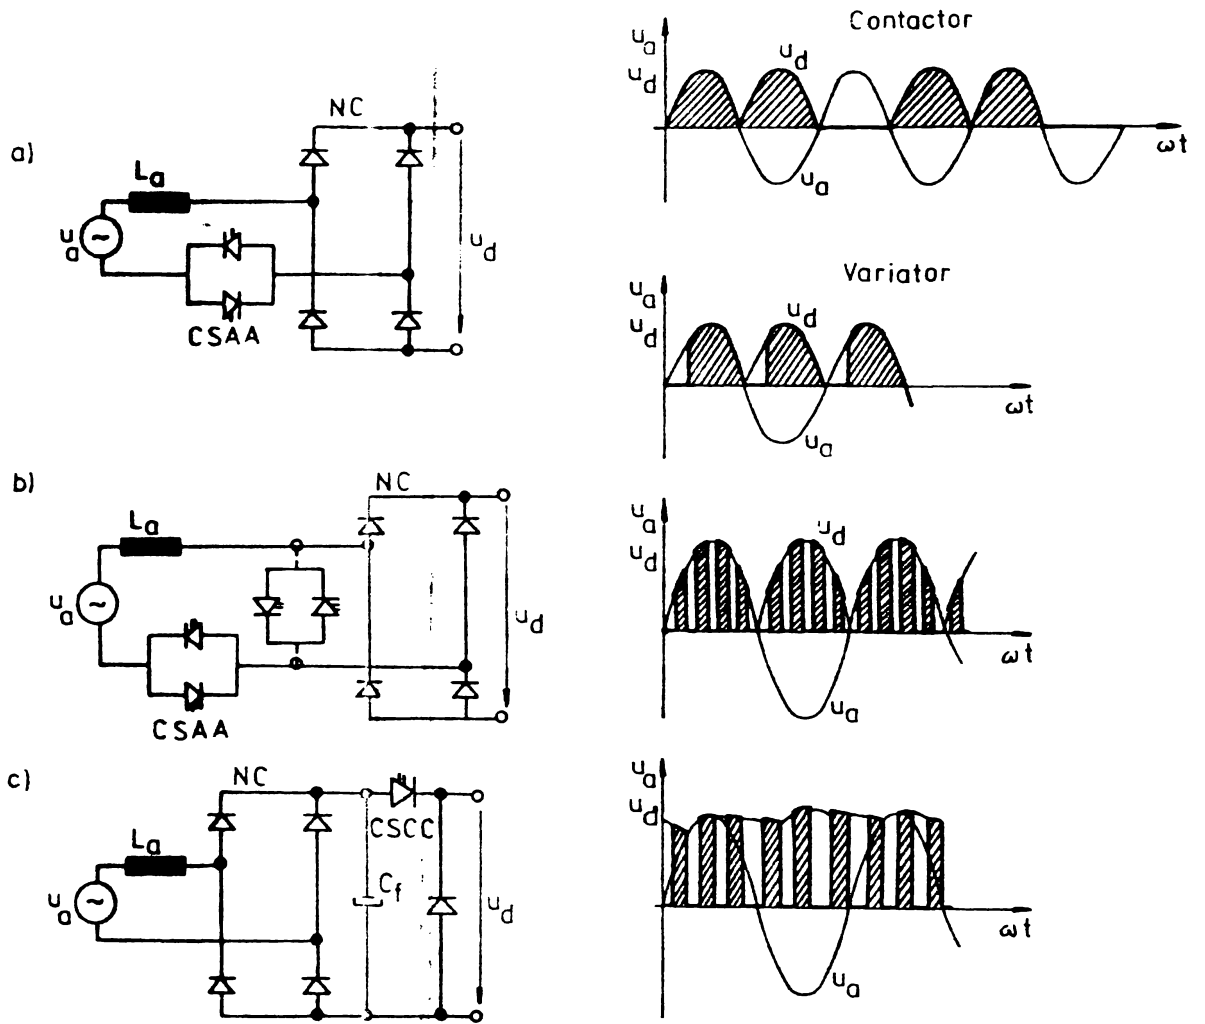 a)
NC
La
ua
CSAA
ud
Contactor
ua
ud
ud
ua
ωt
Variator
ua
ud
ud
ua
ωt
b)
NC
La
ua
CSAA
ud
ua
ud
ud
ua
ωt
c)
NC
La
ua
CSCC
Cf
ud
ua
ud
ua
ωt